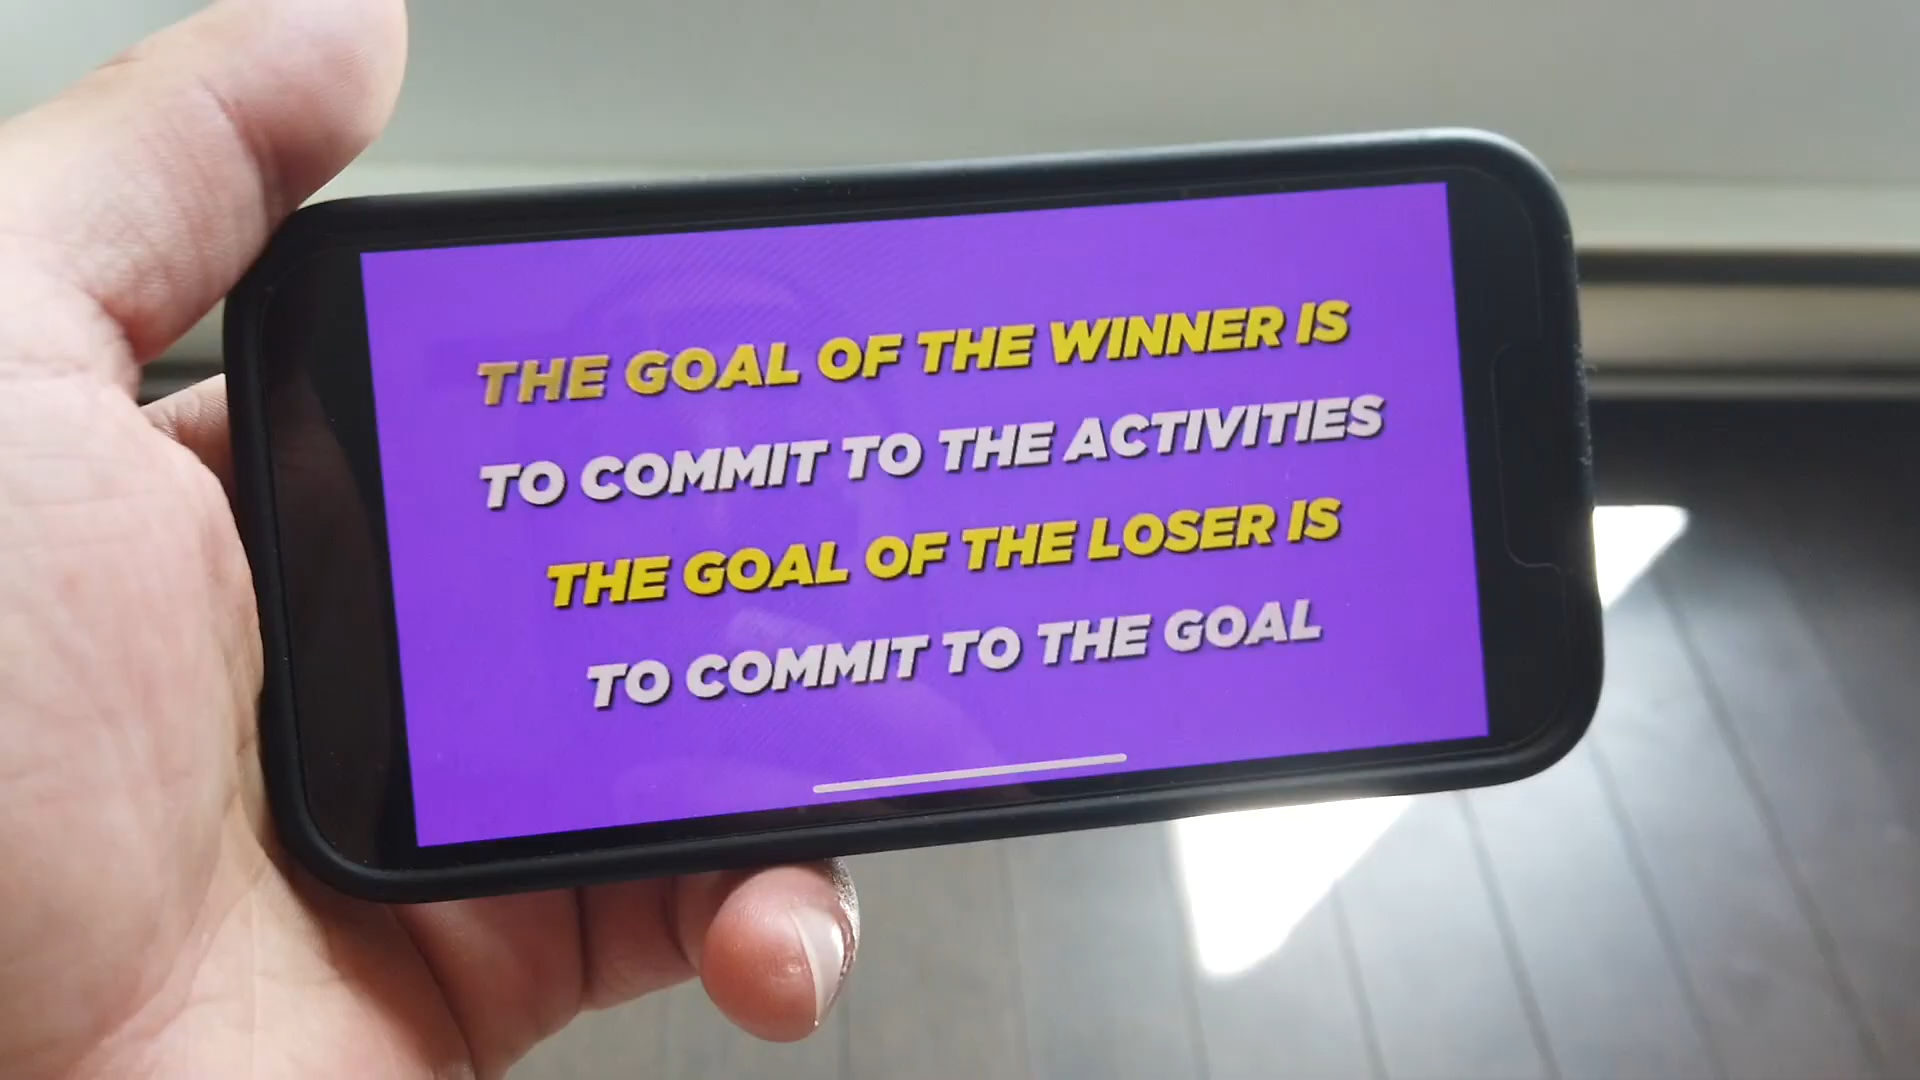 THE GOAL OF THE WINNER IS
TO COMMIT TO THE ACTIVITIES
THE GOAL OF THE LOSER IS
TO COMMIT TO THE GOAL